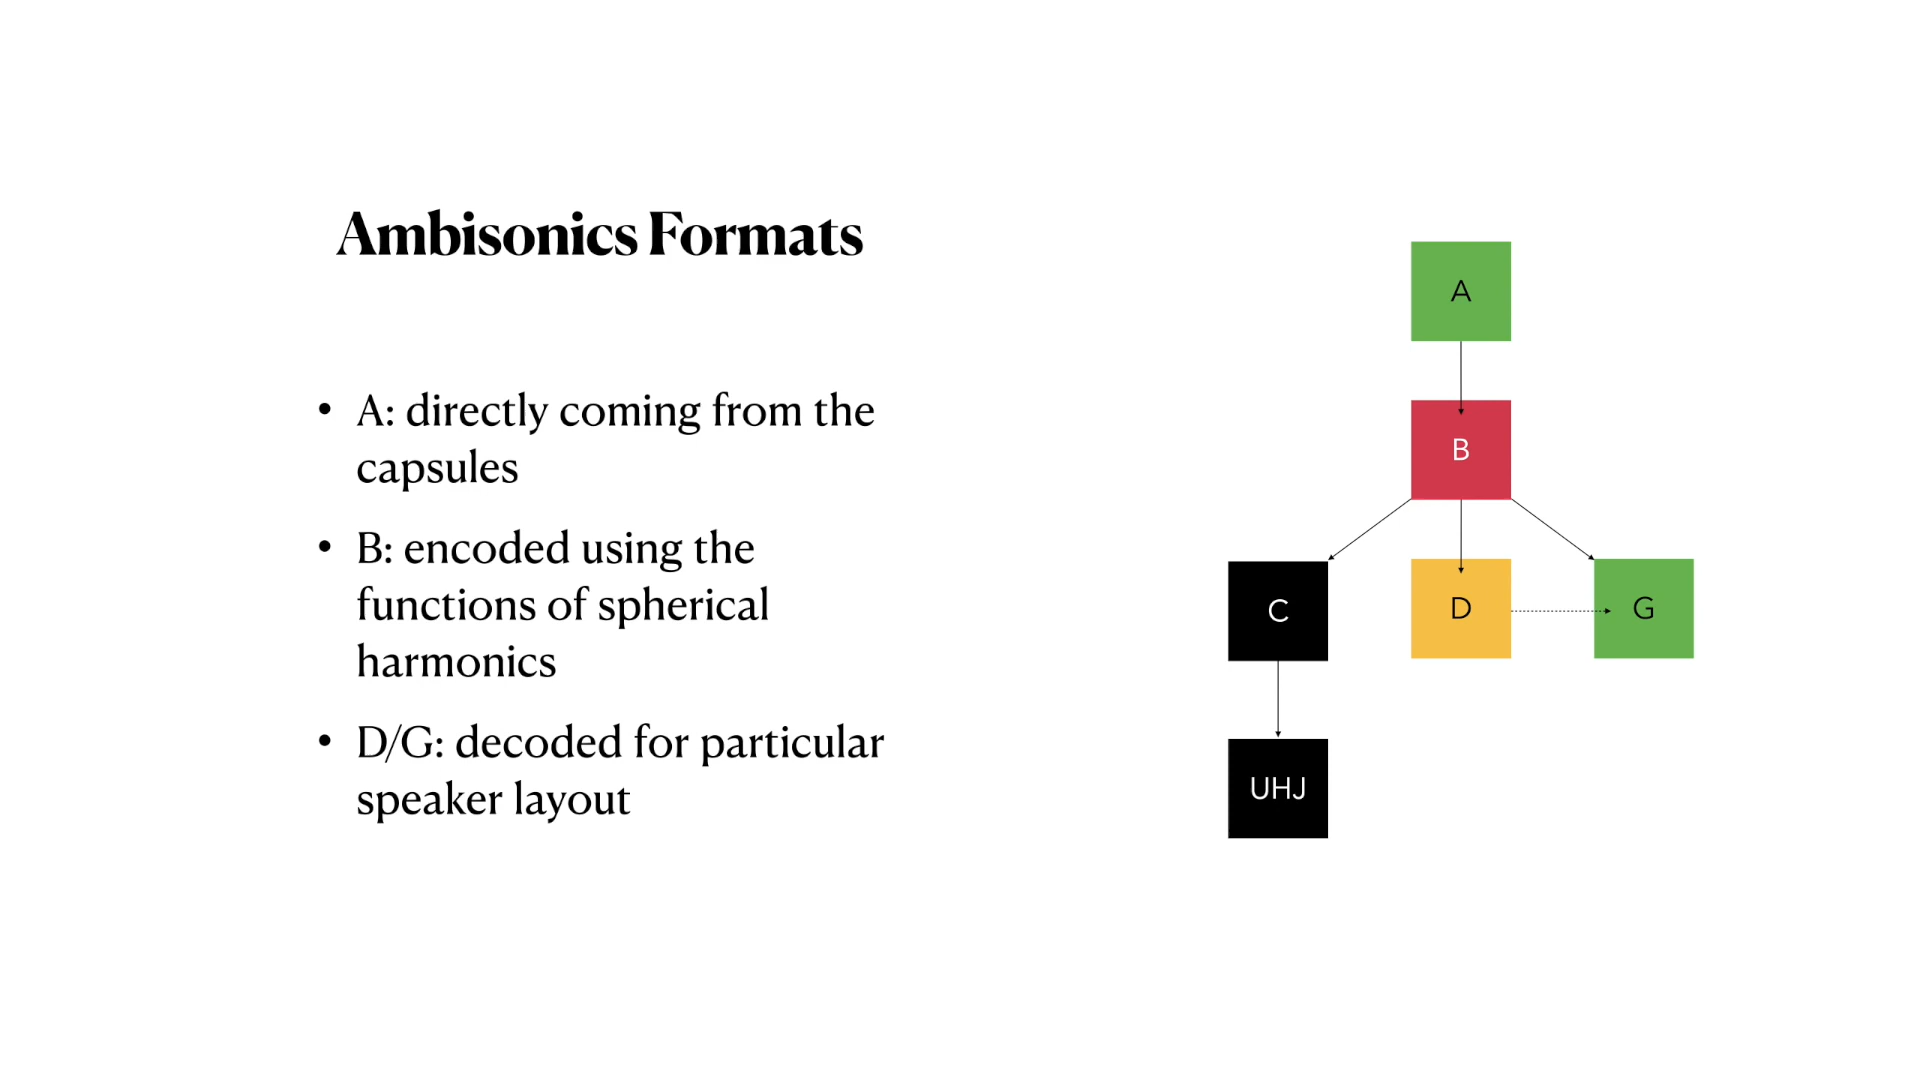 Ambisonics Formats
• A: directly coming from the
capsules
• B: encoded using the
functions of spherical
harmonics
• D/G: decoded for particular
speaker layout
A
B
C
D
G
UHJ